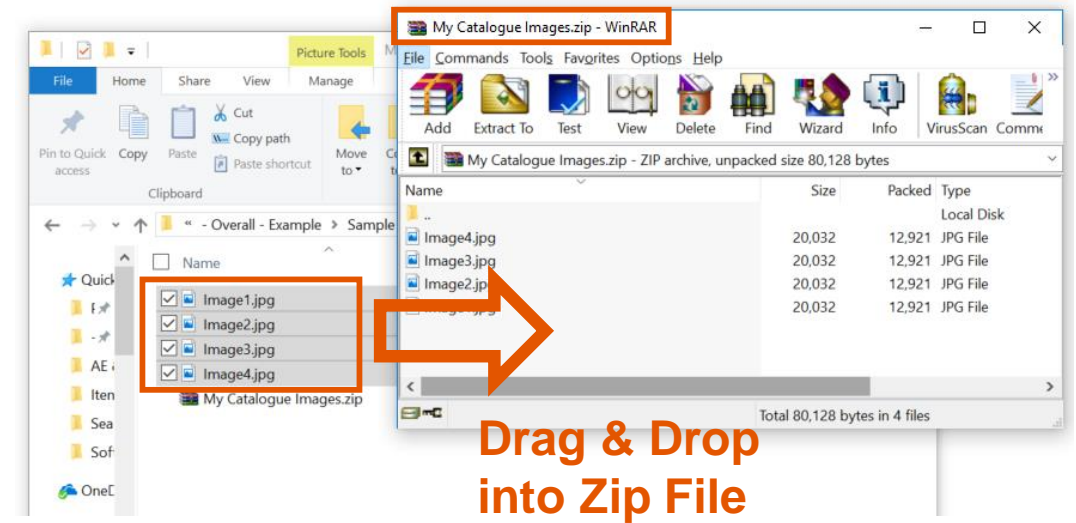 My Catalogue Images.zip - WinRAR
File Commands Tools Favorites Options Help
Add Extract To Test View Delete Find Wizard Info VirusScan
My Catalogue Images.zip - ZIP archive, unpacked size 80,128 bytes
Name Size Packed Type
.. Local Disk
Image4.jpg 20,032 12,921 JPG File
Image3.jpg 20,032 12,921 JPG File
Image2.jp 20,032 12,921 JPG File
20,032 12,921 JPG File
Total 80,128 bytes in 4 files
Picture Tools
File Home Share View Manage
Pin to Quick access
Copy
Paste
Cut
Copy path
Paste shortcut
Move to
Clipboard
« - Overall - Example > Sample
Name
Quick
AE
Iten
Sea
Sof
OneD
Image1.jpg
Image2.jpg
Image3.jpg
Image4.jpg
My Catalogue Images.zip
Drag & Drop
into Zip File